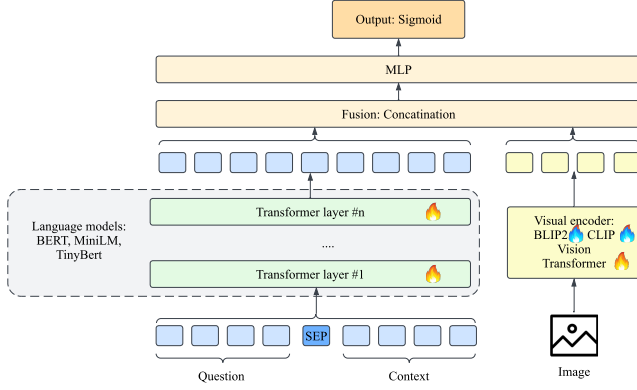 Output: Sigmoid
MLP
Fusion: Concatination
Language models:
BERT, MiniLM,
TinyBert
Transformer layer #n
....
Transformer layer #1
Visual encoder:
BLIP2 CLIP
Vision
Transformer
SEP
Question
Context
Image